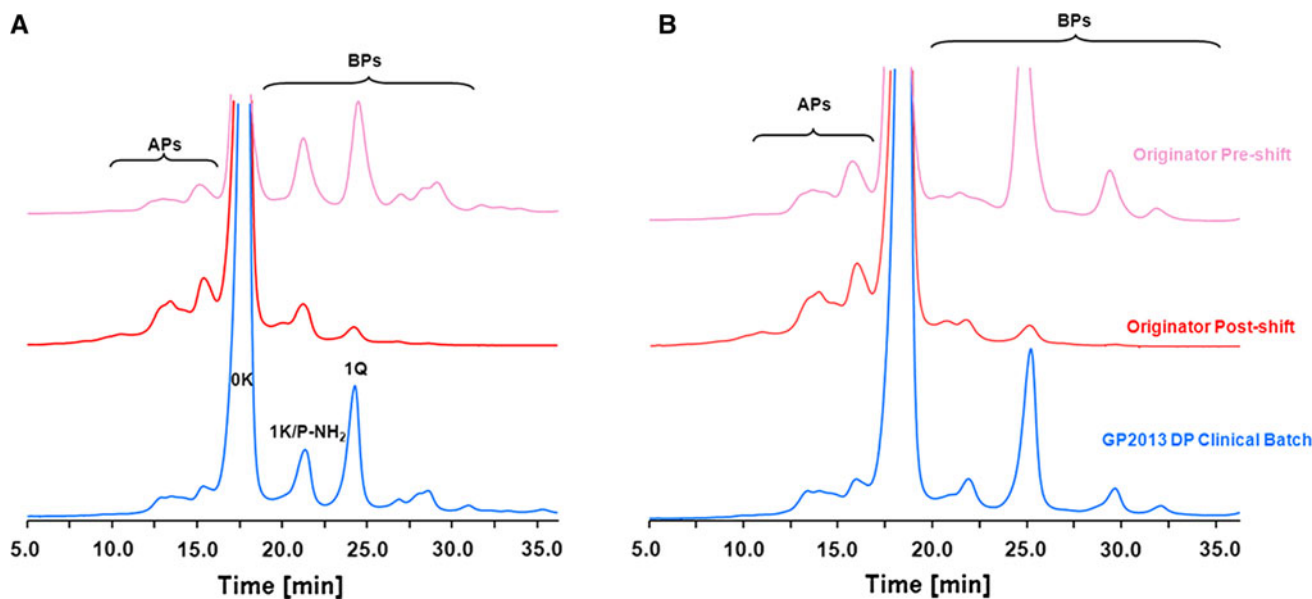 A
BPs
APs
0K
1K/P-NH₂
1Q
5.0 10.0 15.0 20.0 25.0 30.0 35.0
Time [min]
B
BPs
APs
Originator Pre-shift
Originator Post-shift
GP2013 DP Clinical Batch
5.0 10.0 15.0 20.0 25.0 30.0 35.0
Time [min]